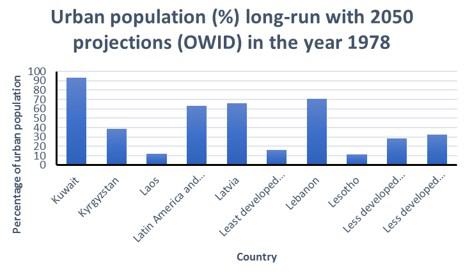 Urban population (%) long-run with 2050
projections (OWID) in the year 1978
Percentage of urban population
100
90
80
70
60
50
40
30
20
10
0
Kuwait
Kyrgyzstan
Laos
Latin America and...
Latvia
Least developed...
Lebanon
Lesotho
Less developed...
Less developed...
Country